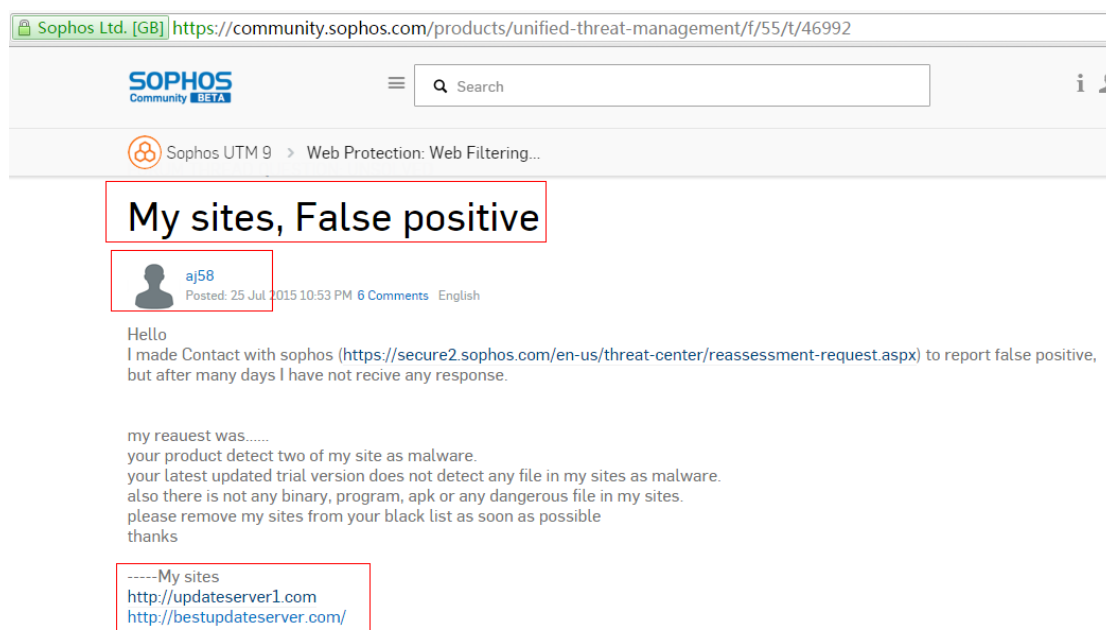 Sophos Ltd. [GB] https://community.sophos.com/products/unified-threat-management/f/55/t/46992
SOPHOS
Community BETA
Search
Sophos UTM 9 > Web Protection: Web Filtering...
My sites, False positive
aj58
Posted: 25 Jul 2015 10:53 PM 6 Comments English
Hello
I made Contact with sophos (https://secure2.sophos.com/en-us/threat-center/reassessment-request.aspx) to report false positive,
but after many days I have not recive any response.
my reauest was......
your product detect two of my site as malware.
your latest updated trial version does not detect any file in my sites as malware.
also there is not any binary, program, apk or any dangerous file in my sites.
please remove my sites from your black list as soon as possible
thanks
-----My sites
http://updateserver1.com
http://bestupdateserver.com/